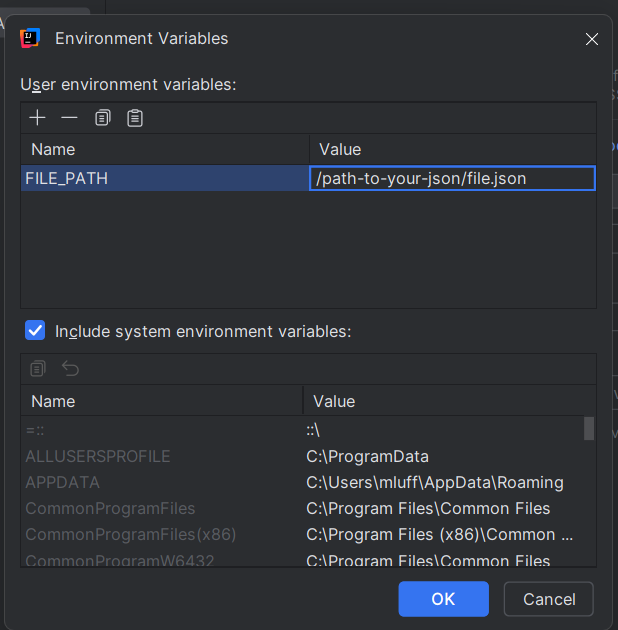 Environment Variables
User environment variables:
Name Value
FILE_PATH /path-to-your-json/file.json
Include system environment variables:
Name Value
=:: ::\
ALLUSERSPROFILE C:\ProgramData
APPDATA C:\Users\mluff\AppData\Roaming
CommonProgramFiles C:\Program Files\Common Files
CommonProgramFiles(x86) C:\Program Files (x86)\Common ...
CommonProgramW6432 C:\Program Files\Common Files
OK Cancel